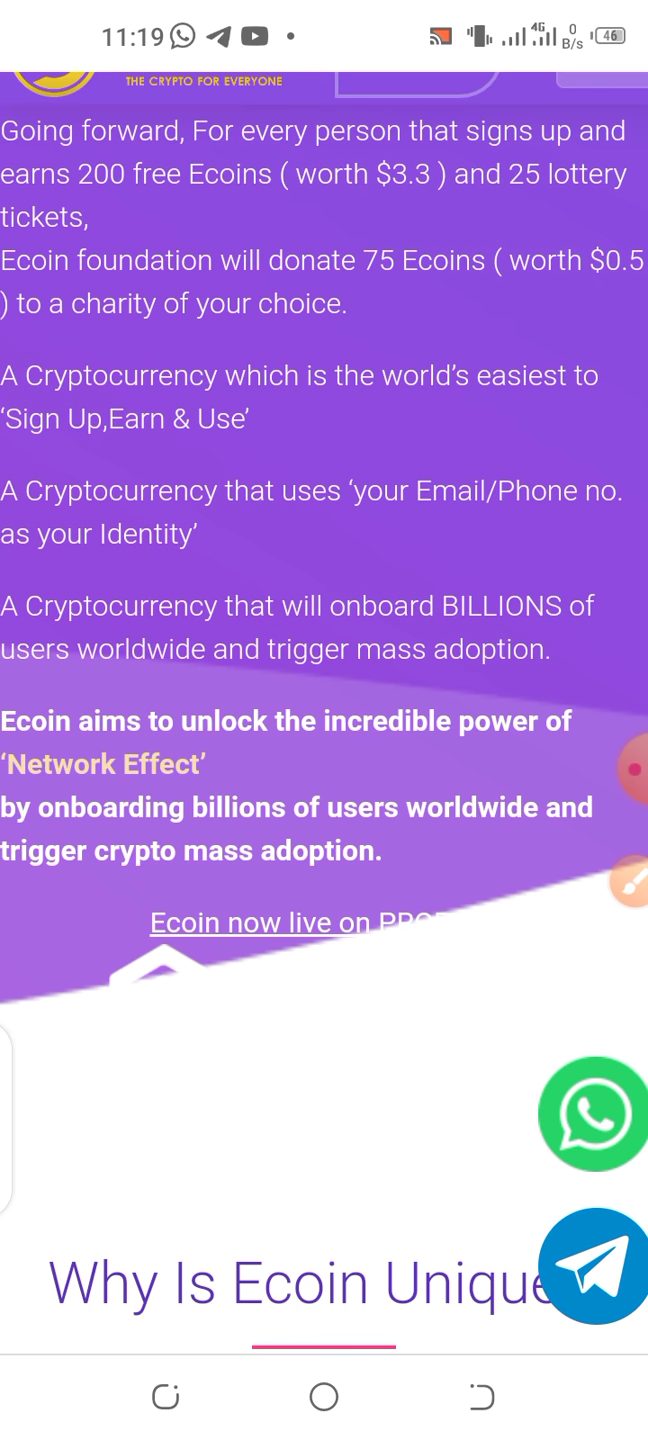 11:19
4G
0
B/s
46
THE CRYPTO FOR EVERYONE
Going forward, For every person that signs up and
earns 200 free Ecoins ( worth $3.3 ) and 25 lottery
tickets,
Ecoin foundation will donate 75 Ecoins ( worth $0.5
) to a charity of your choice.
A Cryptocurrency which is the world’s easiest to
‘Sign Up,Earn & Use’
A Cryptocurrency that uses ‘your Email/Phone no.
as your Identity’
A Cryptocurrency that will onboard BILLIONS of
users worldwide and trigger mass adoption.
Ecoin aims to unlock the incredible power of
‘Network Effect’
by onboarding billions of users worldwide and
trigger crypto mass adoption.
Ecoin now live on
Why Is Ecoin Unique